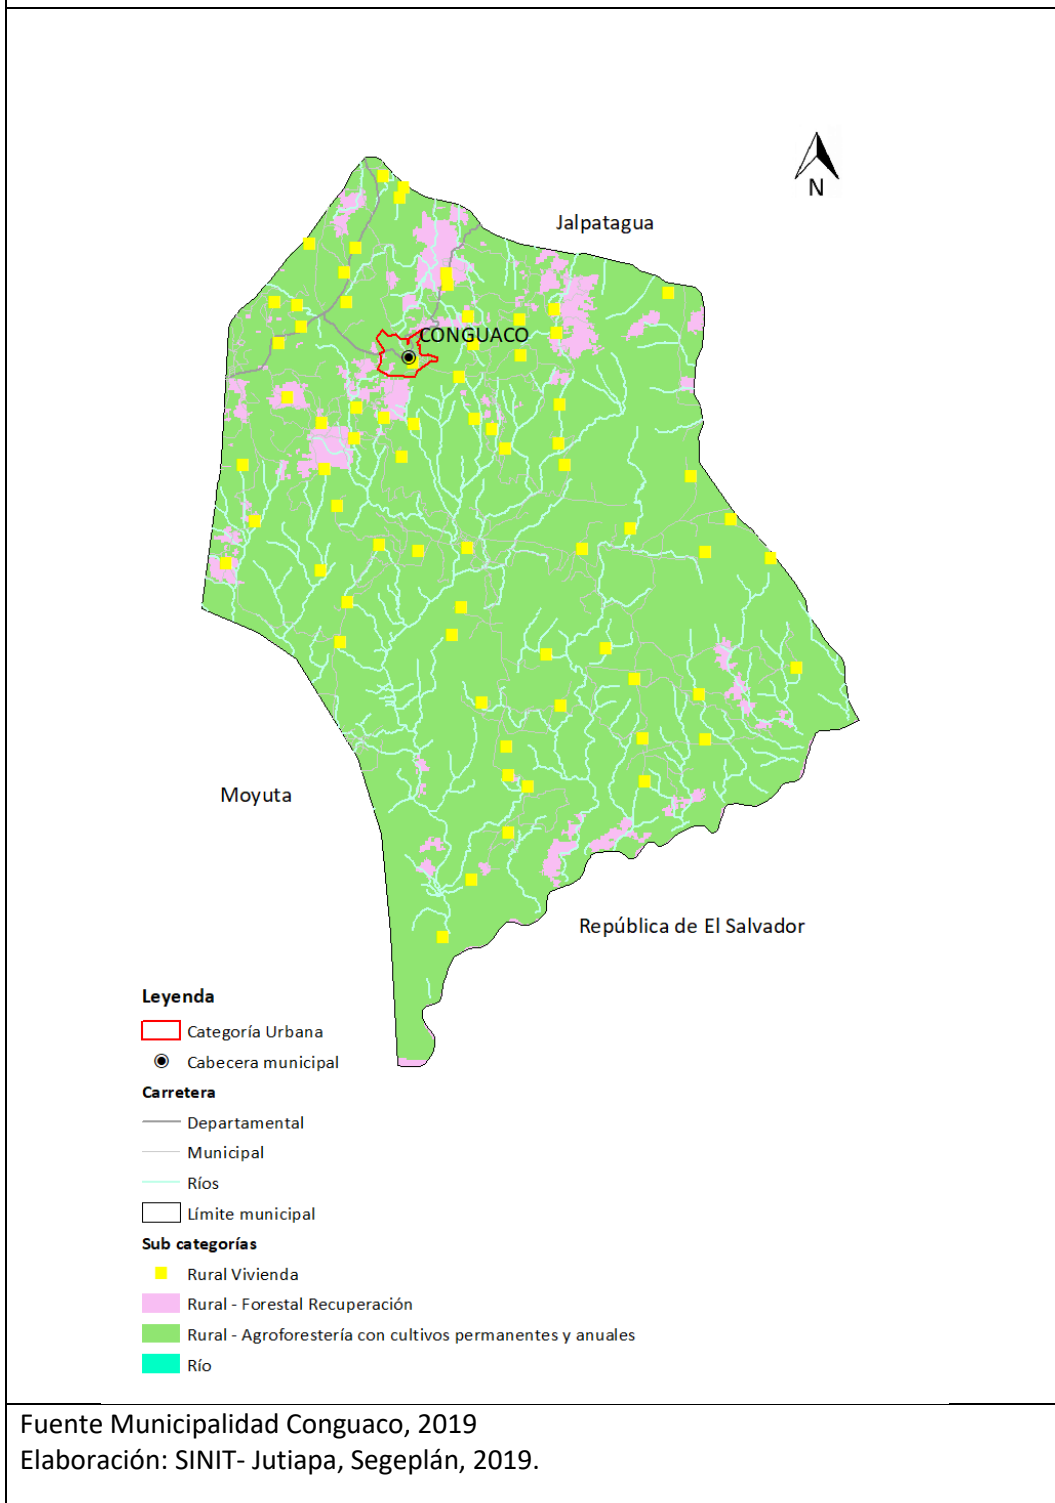 N
Jalpatagua
CONGUACO
Moyuta
República de El Salvador
Leyenda
Categoría Urbana
Cabecera municipal
Carretera
Departamental
Municipal
Ríos
Límite municipal
Sub categorías
Rural Vivienda
Rural - Forestal Recuperación
Rural - Agroforestería con cultivos permanentes y anuales
Río
Fuente Municipalidad Conguaco, 2019
Elaboración: SINIT- Jutiapa, Segeplán, 2019.